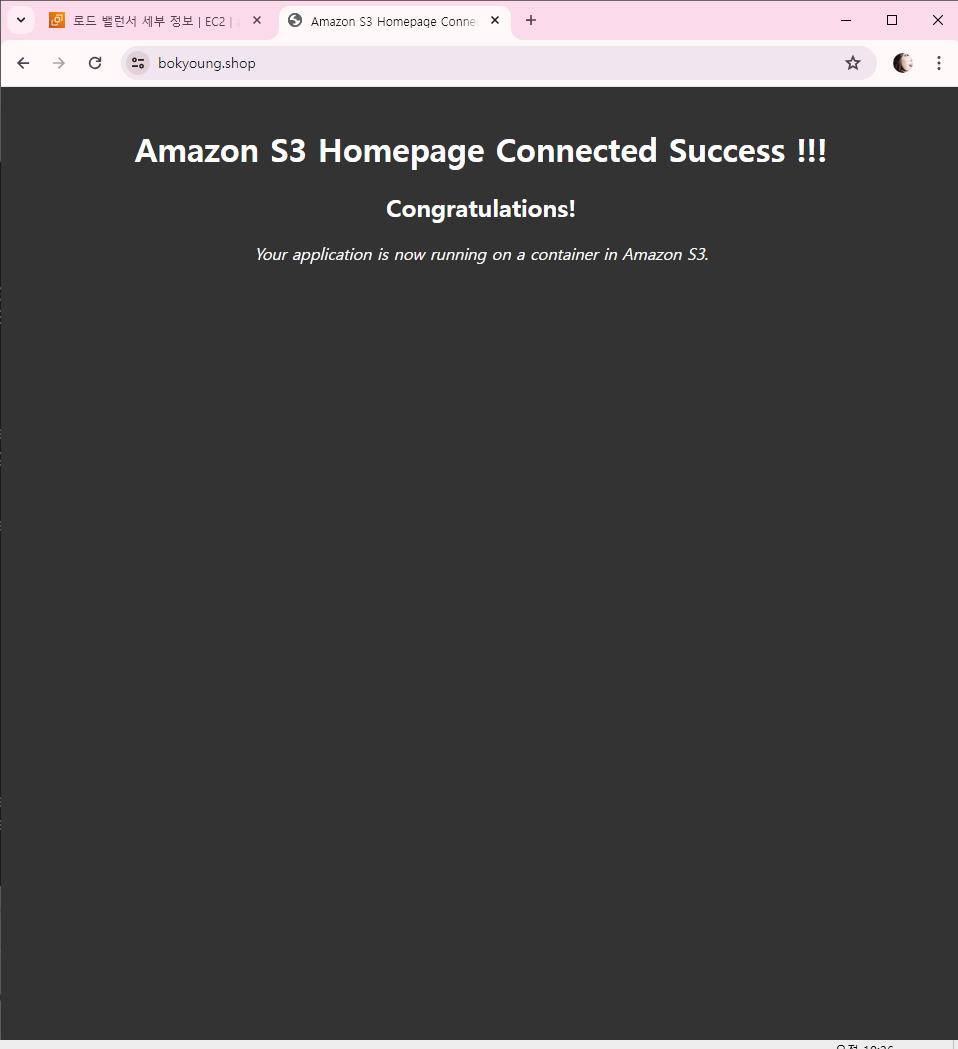 로드 밸런서 세부 정보 | EC2 |
Amazon S3 Homepage Conne
bokyoung.shop
Amazon S3 Homepage Connected Success !!!
Congratulations!
Your application is now running on a container in Amazon S3.